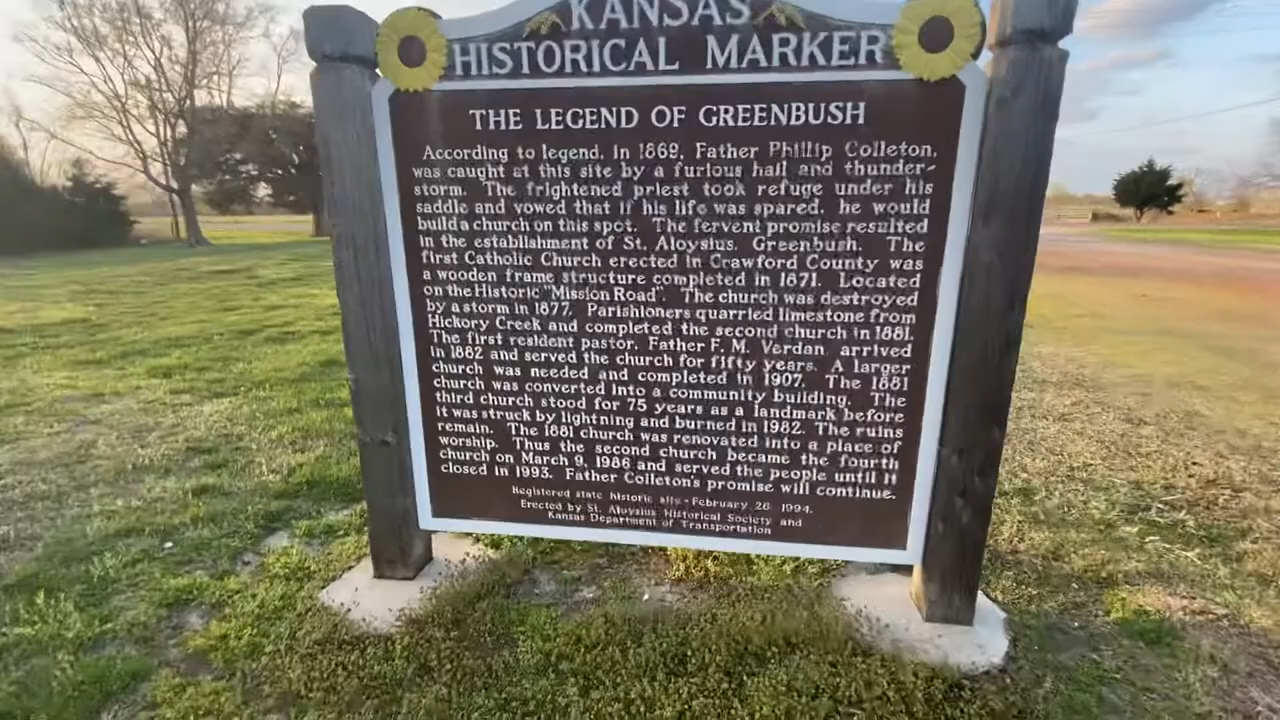 KANSAS
HISTORICAL MARKER
THE LEGEND OF GREENBUSH
According to legend, in 1869, Father Phillip Colleton,
was caught at this site by a furious hail and thunder-
storm. The frightened priest took refuge under his
saddle and vowed that if his life was spared, he would
build a church on this spot. The fervent promise resulted
in the establishment of St. Aloysius, Greenbush. The
first Catholic Church erected in Crawford County was
a wooden frame structure completed in 1871. Located
on the Historic "Mission Road". The church was destroyed
by a storm in 1877. Parishioners quarried limestone from
Hickory Creek and completed the second church in 1881.
The first resident pastor, Father F. M. Verdan, arrived
in 1882 and served the church for fifty years. A larger
church was needed and completed in 1907. The 1881
church was converted into a community building. The
third church stood for 75 years as a landmark before
it was struck by lightning and burned in 1982. The ruins
remain. The 1881 church was renovated into a place of
worship. Thus the second church became the fourth
church on March 9, 1986 and served the people until it
closed in 1993. Father Colleton's promise will continue.
Registered state historic site - February 26 1994.
Erected by St. Aloysius Historical Society and
Kansas Department of Transportation